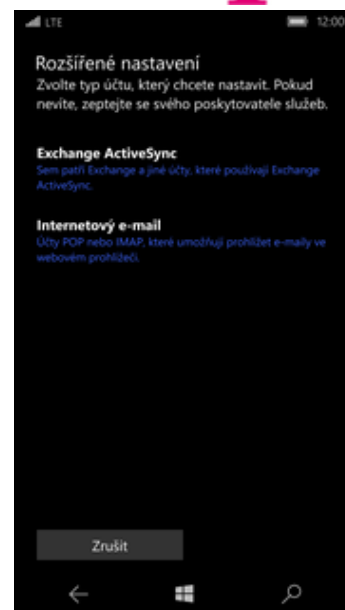 LTE 12:00
Rozšířené nastavení
Zvolte typ účtu, který chcete nastavit. Pokud
nevíte, zeptejte se svého poskytovatele služeb.
Exchange ActiveSync
Sem patří Exchange a jiné účty, které používají Exchange
ActiveSync.
Internetový e-mail
Účty POP nebo IMAP, které umožňují prohlížet e-maily ve
webovém prohlížeči.
Zrušit